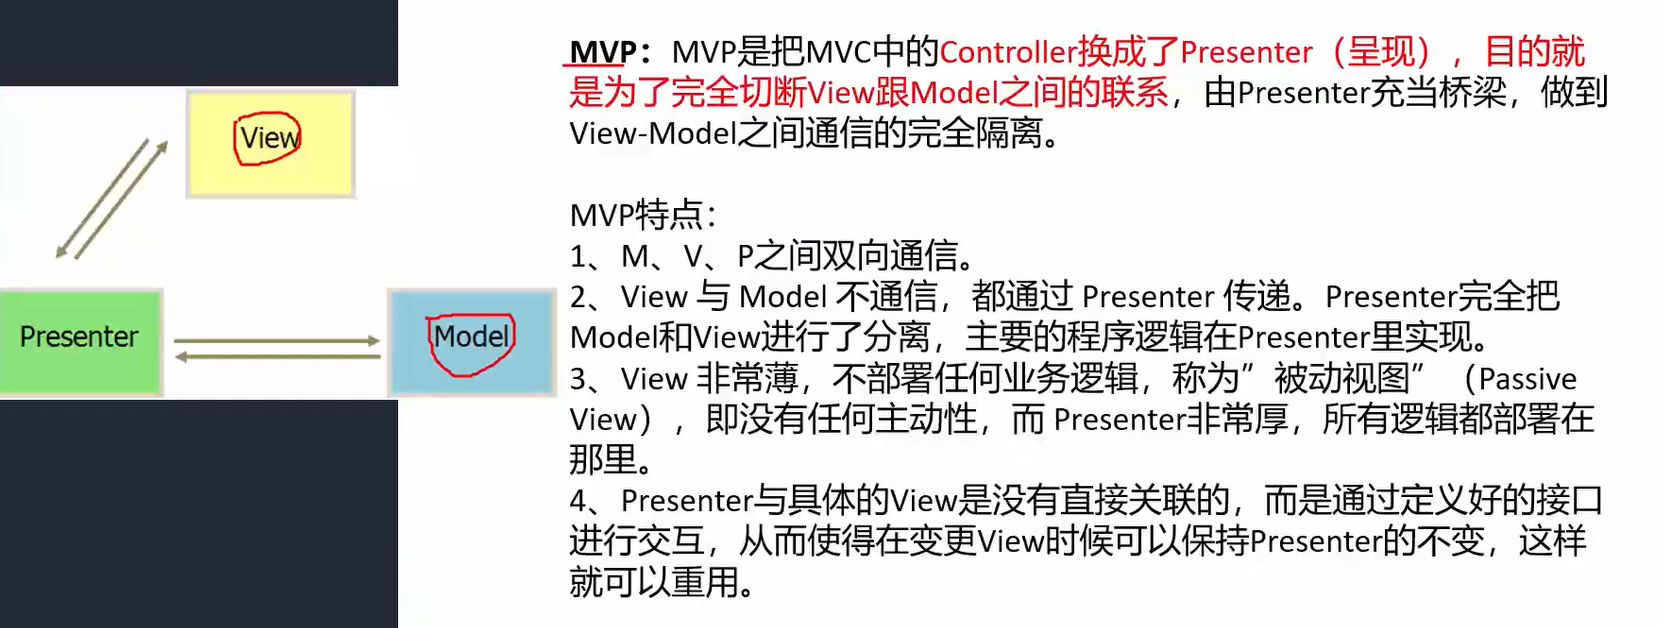 View
Presenter
Model
MVP：MVP是把MVC中的Controller换成了Presenter（呈现），目的就
是为了完全切断View跟Model之间的联系，由Presenter充当桥梁，做到
View-Model之间通信的完全隔离。
MVP特点：
1、M、V、P之间双向通信。
2、View 与 Model 不通信，都通过 Presenter 传递。Presenter完全把
Model和View进行了分离，主要的程序逻辑在Presenter里实现。
3、View 非常薄，不部署任何业务逻辑，称为”被动视图”（Passive
View），即没有任何主动性，而 Presenter非常厚，所有逻辑都部署在
那里。
4、Presenter与具体的View是没有直接关联的，而是通过定义好的接口
进行交互，从而使得在变更View时候可以保持Presenter的不变，这样
就可以重用。